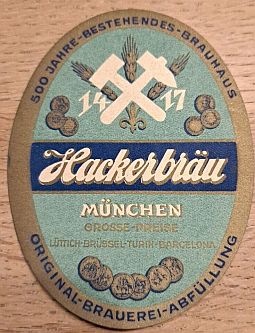 500 JAHRE-BESTEHENDES-BRAUHAUS
14 17
Hackerbräu
MÜNCHEN
GROSSE-PREISE
LÜTTICH-BRÜSSEL-TURIN-BARCELONA
ORIGINAL-BRAUEREI-ABFÜLLUNG